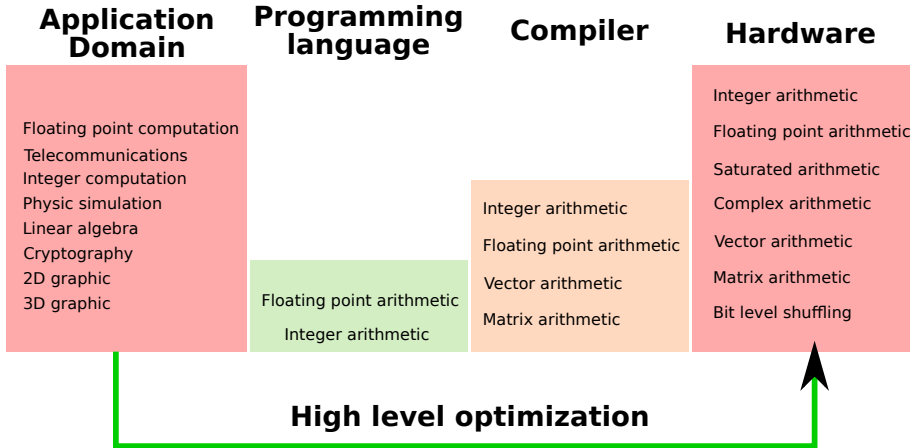 Application
Domain
Programming
language
Compiler
Hardware
Floating point computation
Telecommunications
Integer computation
Physic simulation
Linear algebra
Cryptography
2D graphic
3D graphic
Floating point arithmetic
Integer arithmetic
Integer arithmetic
Floating point arithmetic
Vector arithmetic
Matrix arithmetic
Integer arithmetic
Floating point arithmetic
Saturated arithmetic
Complex arithmetic
Vector arithmetic
Matrix arithmetic
Bit level shuffling
High level optimization